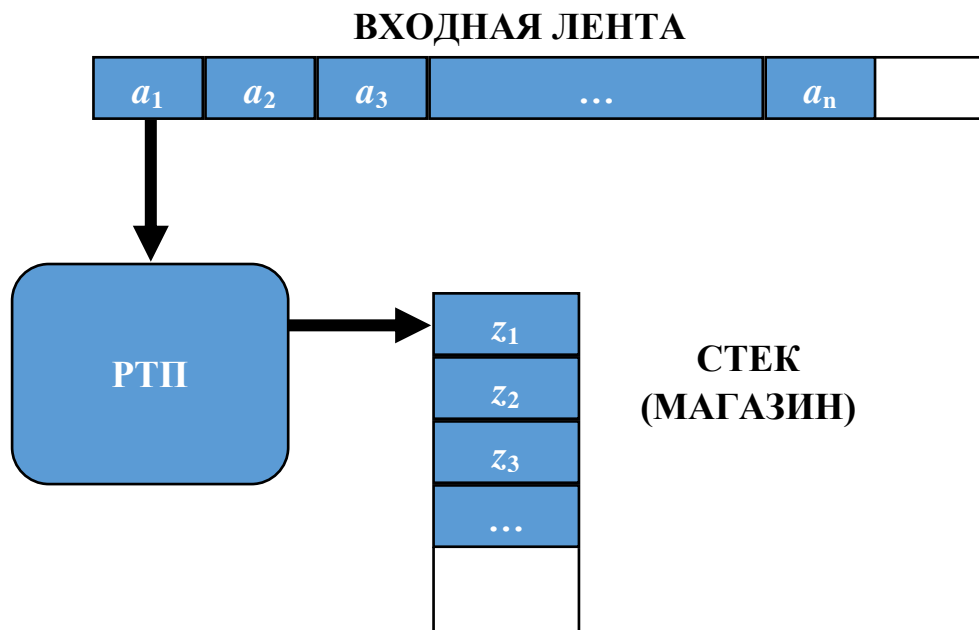 ВХОДНАЯ ЛЕНТА
a₁ a₂ a₃ … aₙ
РТП
z₁
z₂
z₃
…
СТЕК
(МАГАЗИН)